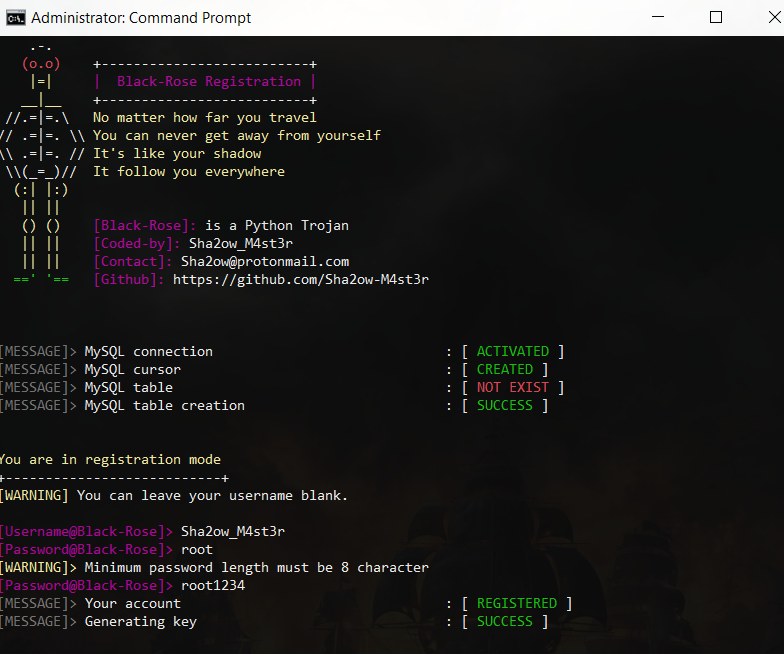 Administrator: Command Prompt
.-.
(o.o) +--------------------------+
|=| | Black-Rose Registration |
__|__ +--------------------------+
//.=|=.\ No matter how far you travel
// .=|=. \\ You can never get away from yourself
\\ .=|=. // It's like your shadow
\\(_=_)// It follow you everywhere
(:| |:)
|| ||
() () [Black-Rose]: is a Python Trojan
|| || [Coded-by]: Sha2ow_M4st3r
|| || [Contact]: Sha2ow@protonmail.com
==' '== [Github]: https://github.com/Sha2ow-M4st3r
[MESSAGE]> MySQL connection : [ ACTIVATED ]
[MESSAGE]> MySQL cursor : [ CREATED ]
[MESSAGE]> MySQL table : [ NOT EXIST ]
[MESSAGE]> MySQL table creation : [ SUCCESS ]
You are in registration mode
+---------------------------+
[WARNING] You can leave your username blank.
[Username@Black-Rose]> Sha2ow_M4st3r
[Password@Black-Rose]> root
[WARNING]> Minimum password length must be 8 character
[Password@Black-Rose]> root1234
[MESSAGE]> Your account : [ REGISTERED ]
[MESSAGE]> Generating key : [ SUCCESS ]